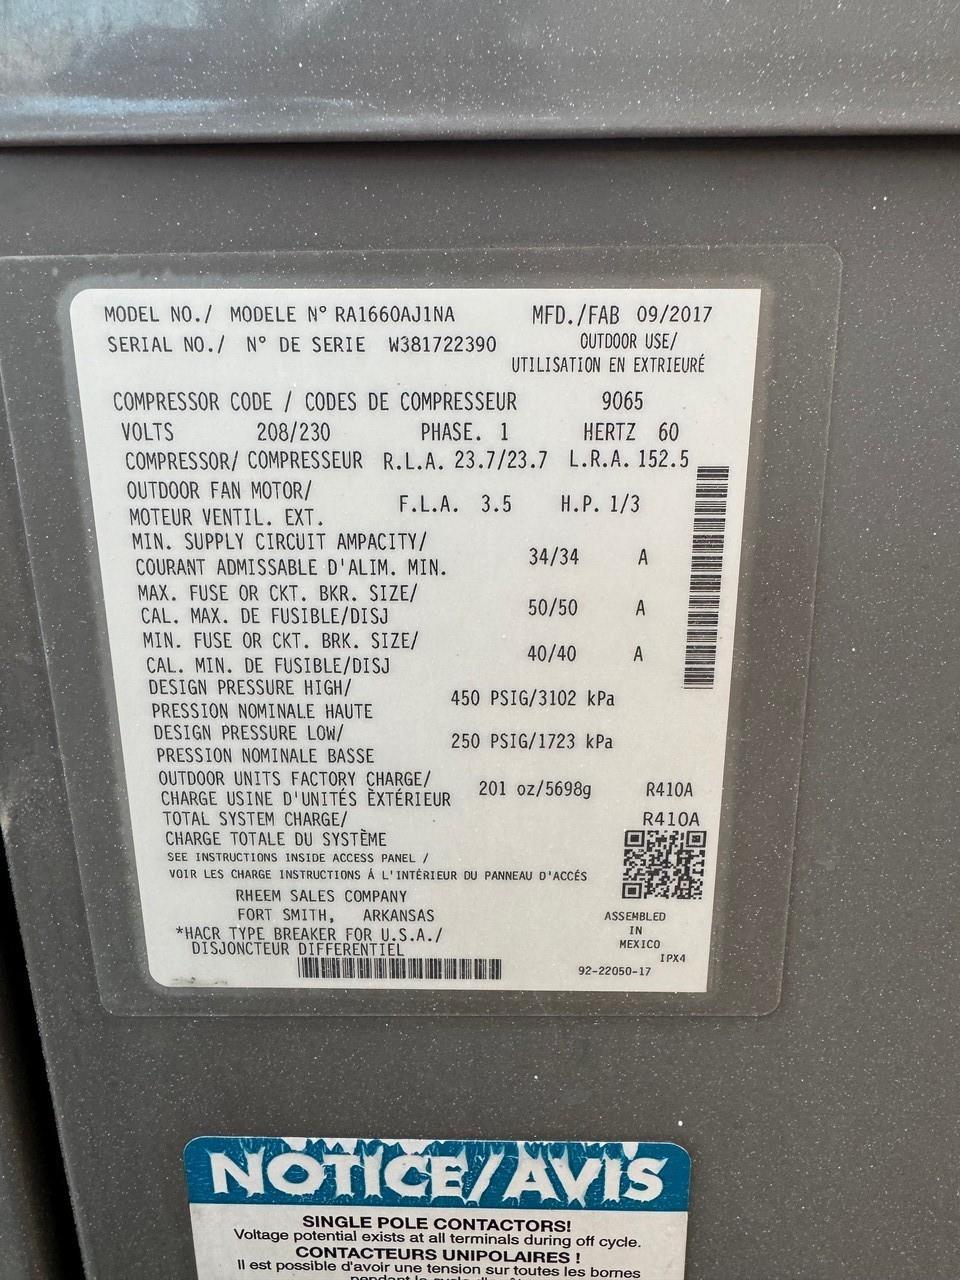 MODEL NO./ MODELE N° RA1660AJ1NA MFD./FAB 09/2017
SERIAL NO./ N° DE SERIE W381722390 OUTDOOR USE/
UTILISATION EN EXTRIEURÉ
COMPRESSOR CODE / CODES DE COMPRESSEUR 9065
VOLTS 208/230 PHASE. 1 HERTZ 60
COMPRESSOR/ COMPRESSEUR R.L.A. 23.7/23.7 L.R.A. 152.5
OUTDOOR FAN MOTOR/
MOTEUR VENTIL. EXT. F.L.A. 3.5 H.P. 1/3
MIN. SUPPLY CIRCUIT AMPACITY/
COURANT ADMISSABLE D'ALIM. MIN. 34/34 A
MAX. FUSE OR CKT. BKR. SIZE/
CAL. MAX. DE FUSIBLE/DISJ 50/50 A
MIN. FUSE OR CKT. BRK. SIZE/
CAL. MIN. DE FUSIBLE/DISJ 40/40 A
DESIGN PRESSURE HIGH/
PRESSION NOMINALE HAUTE 450 PSIG/3102 kPa
DESIGN PRESSURE LOW/
PRESSION NOMINALE BASSE 250 PSIG/1723 kPa
OUTDOOR UNITS FACTORY CHARGE/
CHARGE USINE D'UNITÉS ÈXTÉRIEUR 201 oz/5698g R410A
TOTAL SYSTEM CHARGE/ R410A
CHARGE TOTALE DU SYSTÈME
SEE INSTRUCTIONS INSIDE ACCESS PANEL /
VOIR LES CHARGE INSTRUCTIONS Á L'INTÉRIEUR DU PANNEAU D'ACCÉS
RHEEM SALES COMPANY
FORT SMITH, ARKANSAS
*HACR TYPE BREAKER FOR U.S.A./
DISJONCTEUR DIFFERENTIEL
ASSEMBLED
IN
MEXICO
IPX4
92-22050-17
NOTICE/AVIS
SINGLE POLE CONTACTORS!
Voltage potential exists at all terminals during off cycle.
CONTACTEURS UNIPOLAIRES !
Il est possible d'avoir une tension sur toutes les bornes